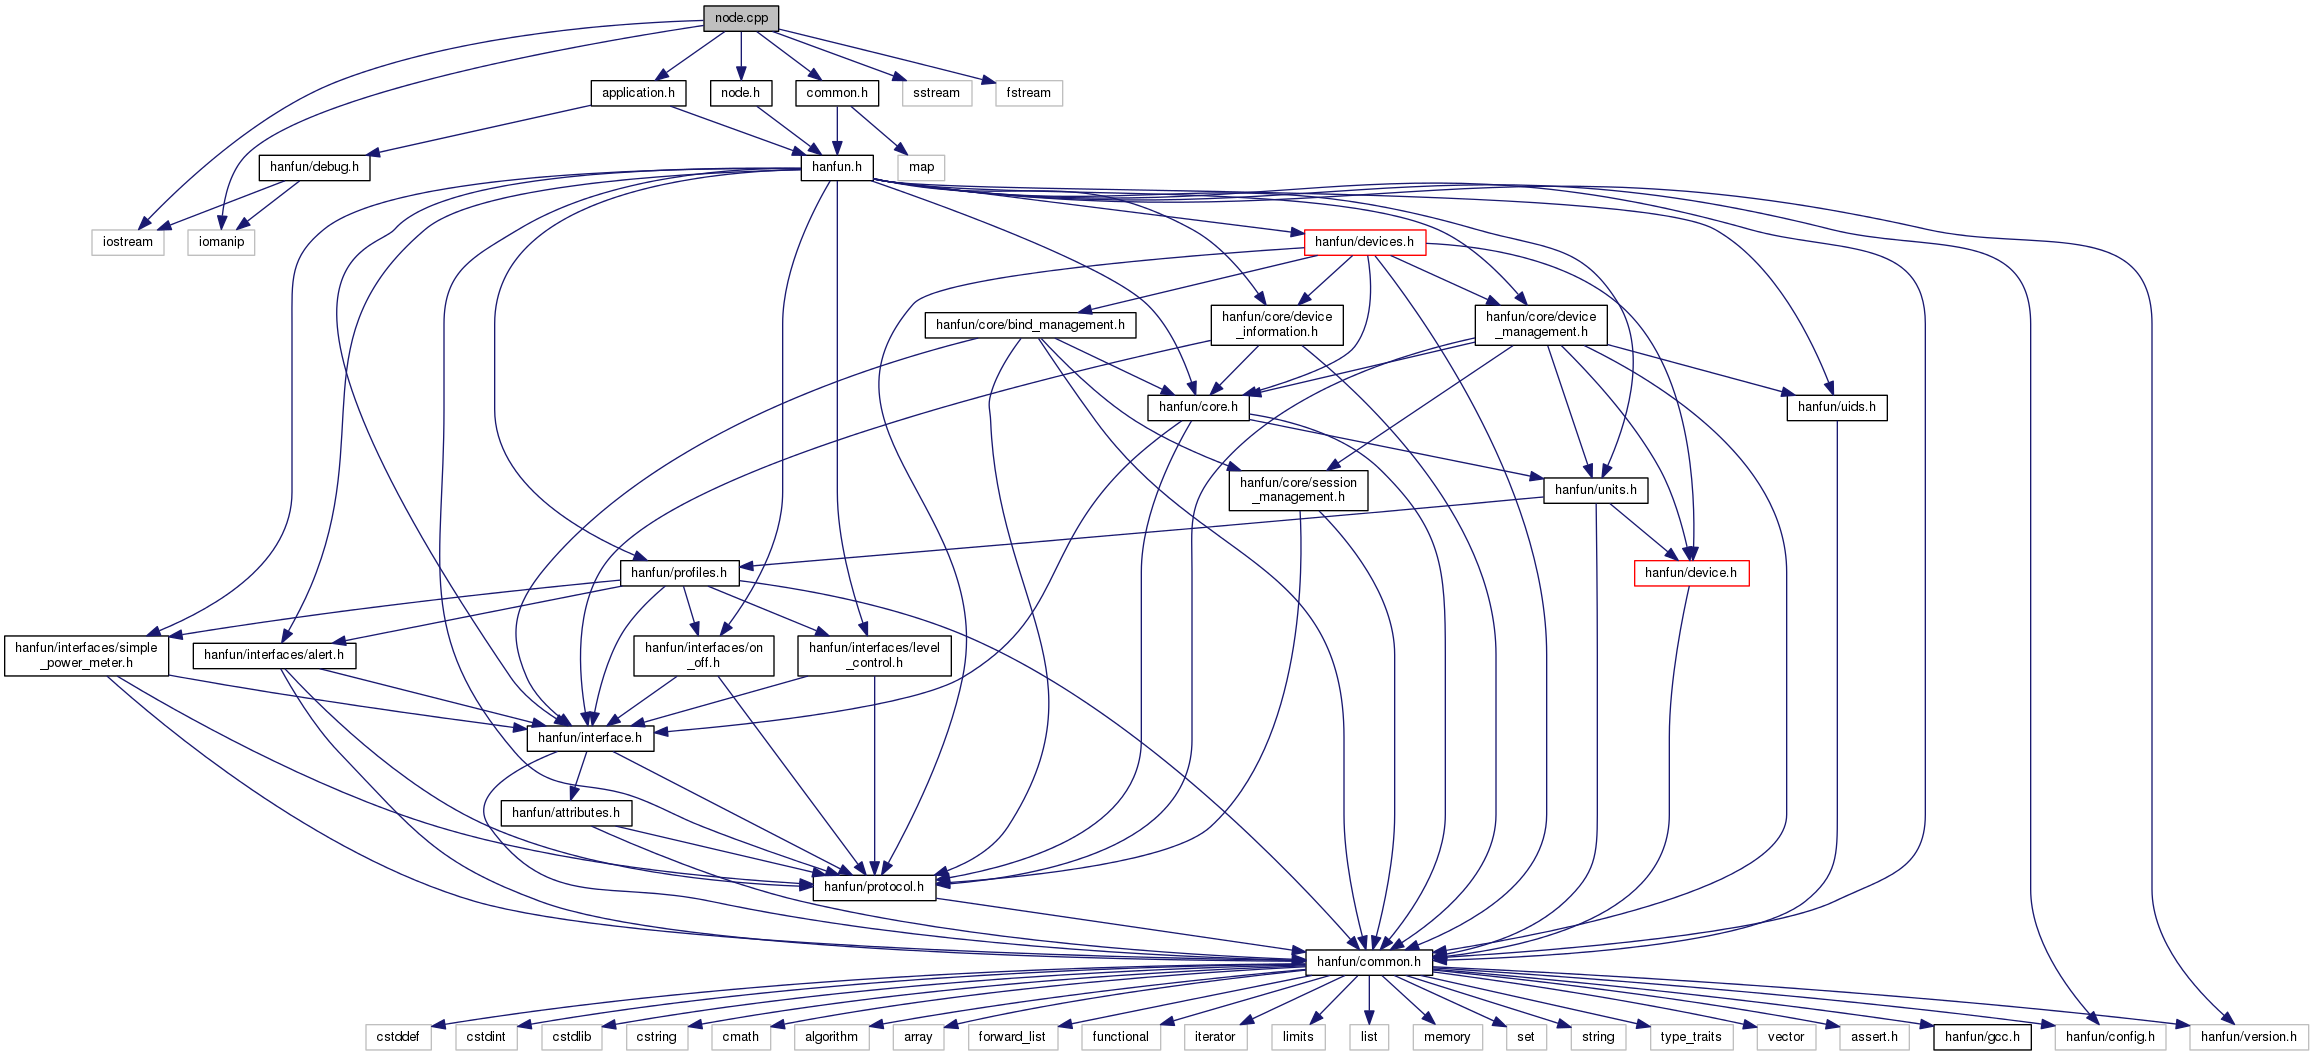 node.cpp
application.h
node.h
common.h
sstream
fstream
hanfun/debug.h
hanfun.h
map
iostream
iomanip
hanfun/devices.h
hanfun/core/bind_management.h
hanfun/core/device
_information.h
hanfun/core/device
_management.h
hanfun/core.h
hanfun/uids.h
hanfun/core/session
_management.h
hanfun/units.h
hanfun/profiles.h
hanfun/device.h
hanfun/interfaces/simple
_power_meter.h
hanfun/interfaces/alert.h
hanfun/interfaces/on
_off.h
hanfun/interfaces/level
_control.h
hanfun/interface.h
hanfun/attributes.h
hanfun/protocol.h
hanfun/common.h
cstddef
cstdint
cstdlib
cstring
cmath
algorithm
array
forward_list
functional
iterator
limits
list
memory
set
string
type_traits
vector
assert.h
hanfun/gcc.h
hanfun/config.h
hanfun/version.h